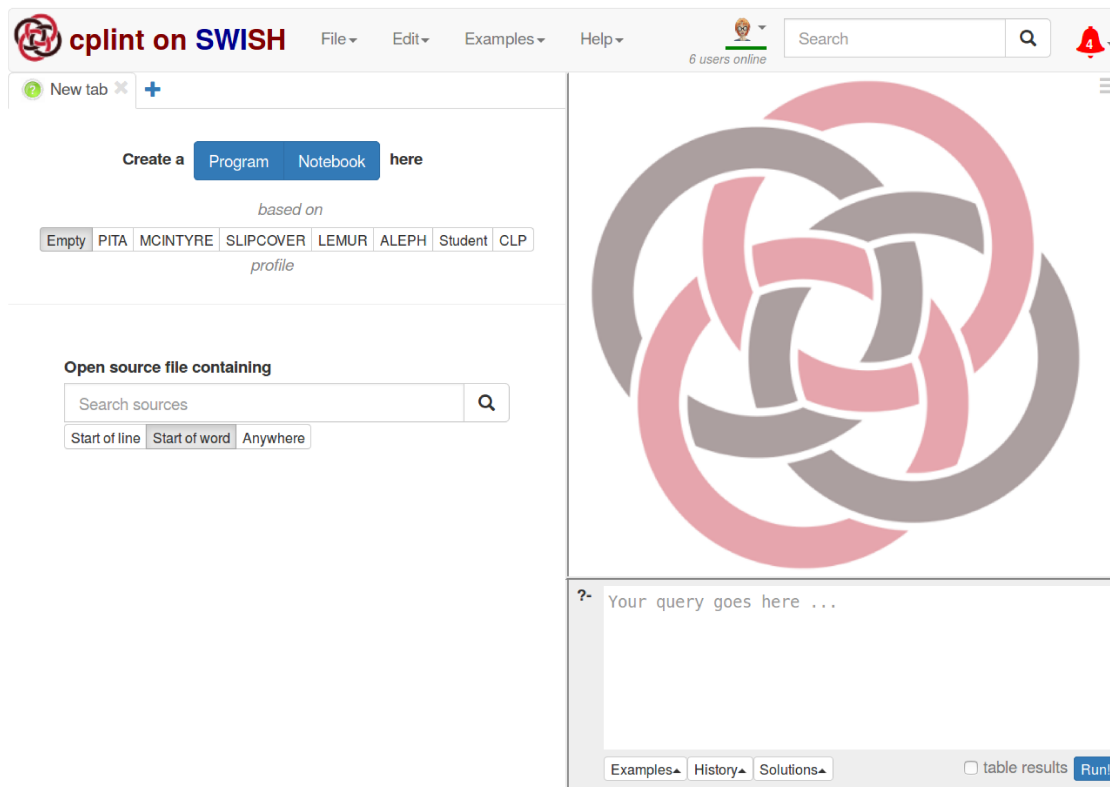 cplint on SWISH File Edit Examples Help Search 4
6 users online
? New tab
Create a Program Notebook here
based on
Empty PITA MCINTYRE SLIPCOVER LEMUR ALEPH Student CLP
profile
Open source file containing
Search sources
Start of line Start of word Anywhere
?- Your query goes here ...
Examples History Solutions table results Run!